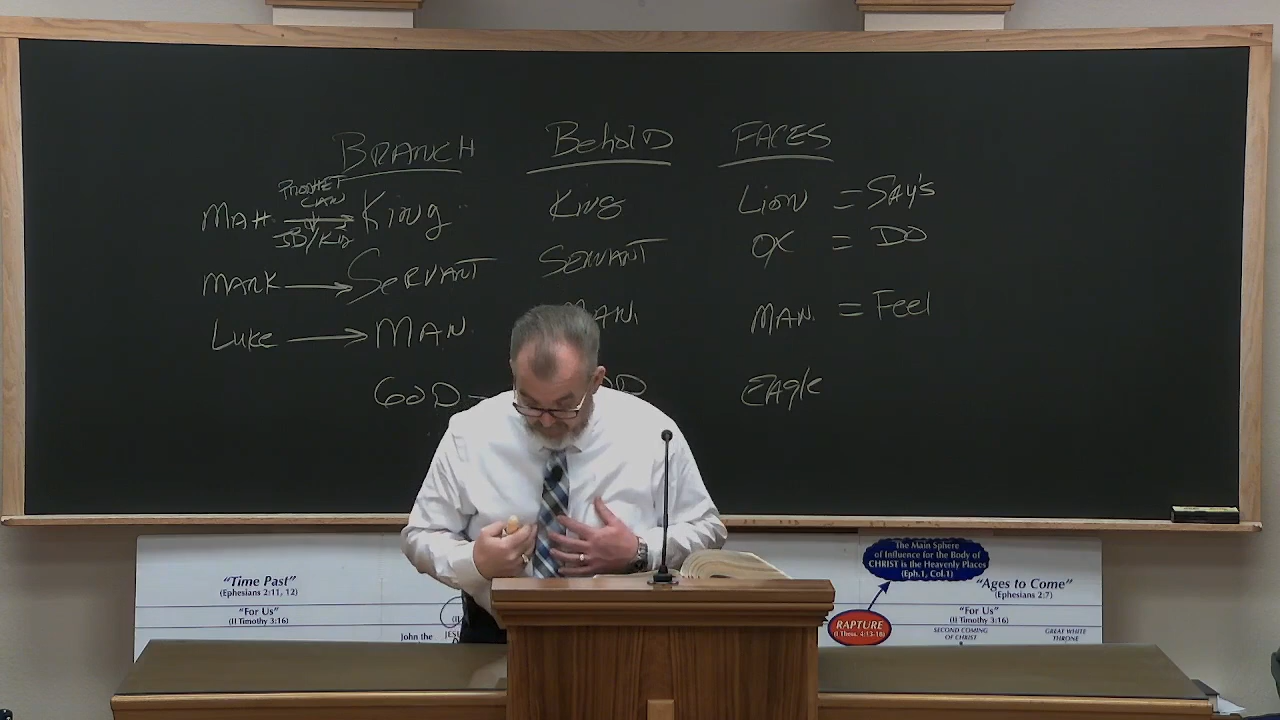 BRANCH Behold FACES
PROPHET
MAtt King King Lion = SAY's
JB/King
MARK → SERVANT SERVANT OX = DO
Luke → MAN MAN. MAN. = Feel
GOD Eagle
"Time Past"
(Ephesians 2:11, 12)
"For Us"
(II Timothy 3:16)
John the
The Main Sphere
of Influence for the Body of
CHRIST is the Heavenly Places
(Eph.1, Col.1)
"Ages to Come"
(Ephesians 2:7)
"For Us"
(II Timothy 3:16)
RAPTURE
(I Thess. 4:13-18)
SECOND COMING
OF CHRIST
GREAT WHITE
THRONE